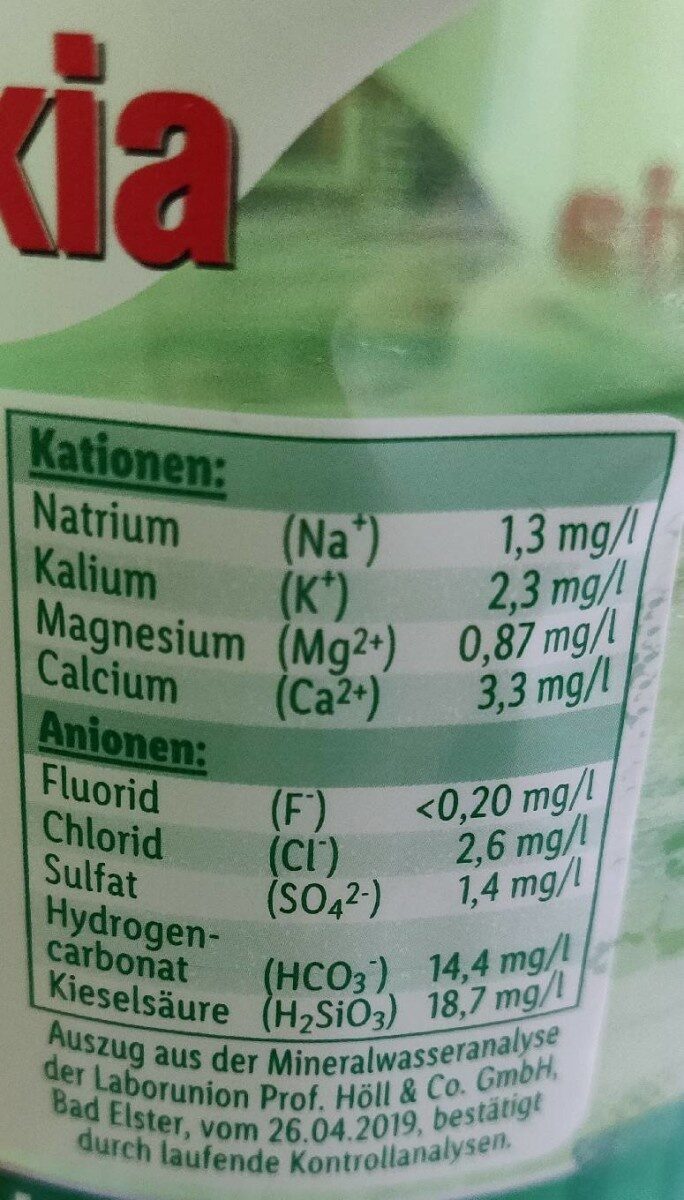 kia
Kationen:
Natrium (Na⁺) 1,3 mg/l
Kalium (K⁺) 2,3 mg/l
Magnesium (Mg²⁺) 0,87 mg/l
Calcium (Ca²⁺) 3,3 mg/l
Anionen:
Fluorid (F⁻) <0,20 mg/l
Chlorid (Cl⁻) 2,6 mg/l
Sulfat (SO₄²⁻) 1,4 mg/l
Hydrogen-
carbonat (HCO₃⁻) 14,4 mg/l
Kieselsäure (H₂SiO₃) 18,7 mg/l
Auszug aus der Mineralwasseranalyse
der Laborunion Prof. Höll & Co. GmbH,
Bad Elster, vom 26.04.2019, bestätigt
durch laufende Kontrollanalysen.